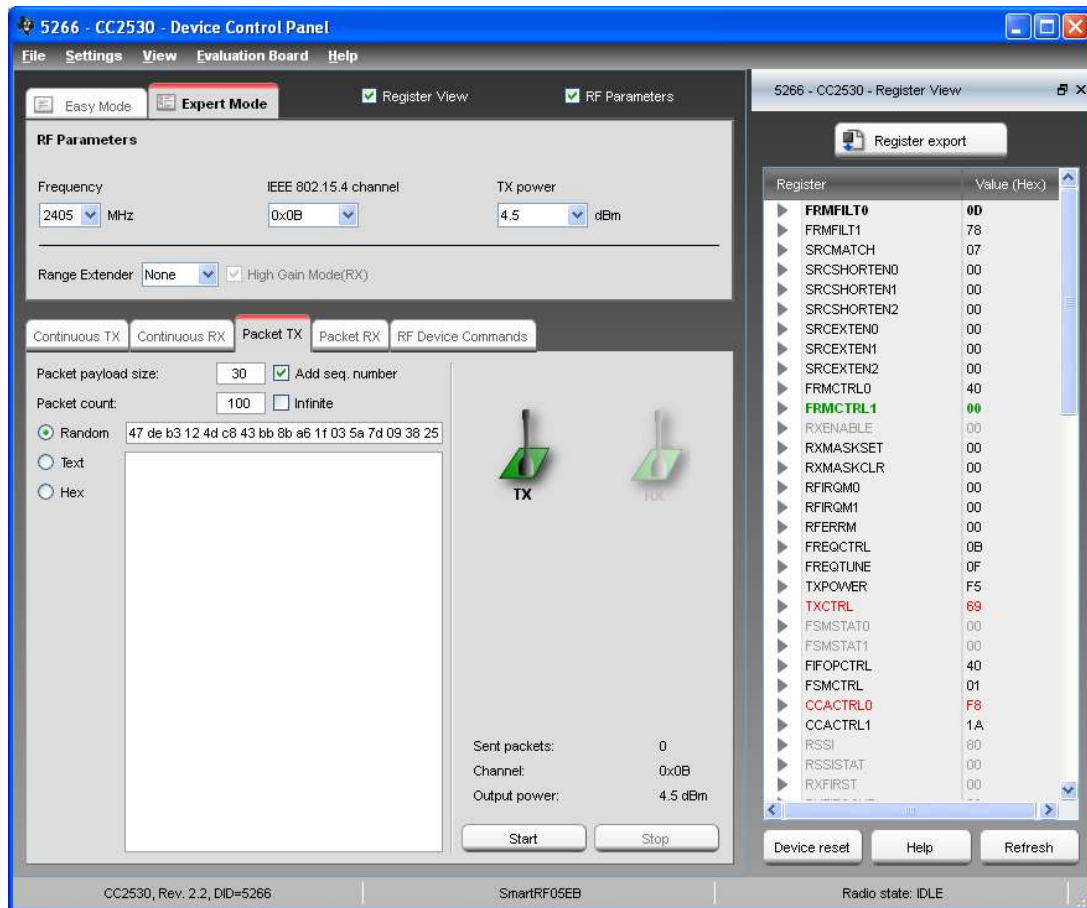 5266 - CC2530 - Device Control Panel
File Settings View Evaluation Board Help
Easy Mode Expert Mode Register View RF Parameters
RF Parameters
Frequency IEEE 802.15.4 channel TX power
2405 MHz 0x0B 4.5 dBm
Range Extender None High Gain Mode(RX)
Continuous TX Continuous RX Packet TX Packet RX RF Device Commands
Packet payload size: 30 Add seq. number
Packet count: 100 Infinite
Random 47 de b3 12 4d c8 43 bb 8b a6 1f 03 5a 7d 09 38 25
Text
Hex
TX RX
Sent packets: 0
Channel: 0x0B
Output power: 4.5 dBm
Start Stop
5266 - CC2530 - Register View
Register export
Register Value (Hex)
FRMFILT0 0D
FRMFILT1 78
SRCMATCH 07
SRCSHORTEN0 00
SRCSHORTEN1 00
SRCSHORTEN2 00
SRCEXTEN0 00
SRCEXTEN1 00
SRCEXTEN2 00
FRMCTRL0 40
FRMCTRL1 00
RXENABLE 00
RXMASKSET 00
RXMASKCLR 00
RFIRQM0 00
RFIRQM1 00
RFERRM 00
FREQCTRL 0B
FREQTUNE 0F
TXPOWER F5
TXCTRL 69
FSMSTAT0 00
FSMSTAT1 00
FIFOPCTRL 40
FSMCTRL 01
CCACTRL0 F8
CCACTRL1 1A
RSSI 80
RSSISTAT 00
RXFIRST 00
Device reset Help Refresh
CC2530, Rev. 2.2, DID=5266 SmartRF05EB Radio state: IDLE